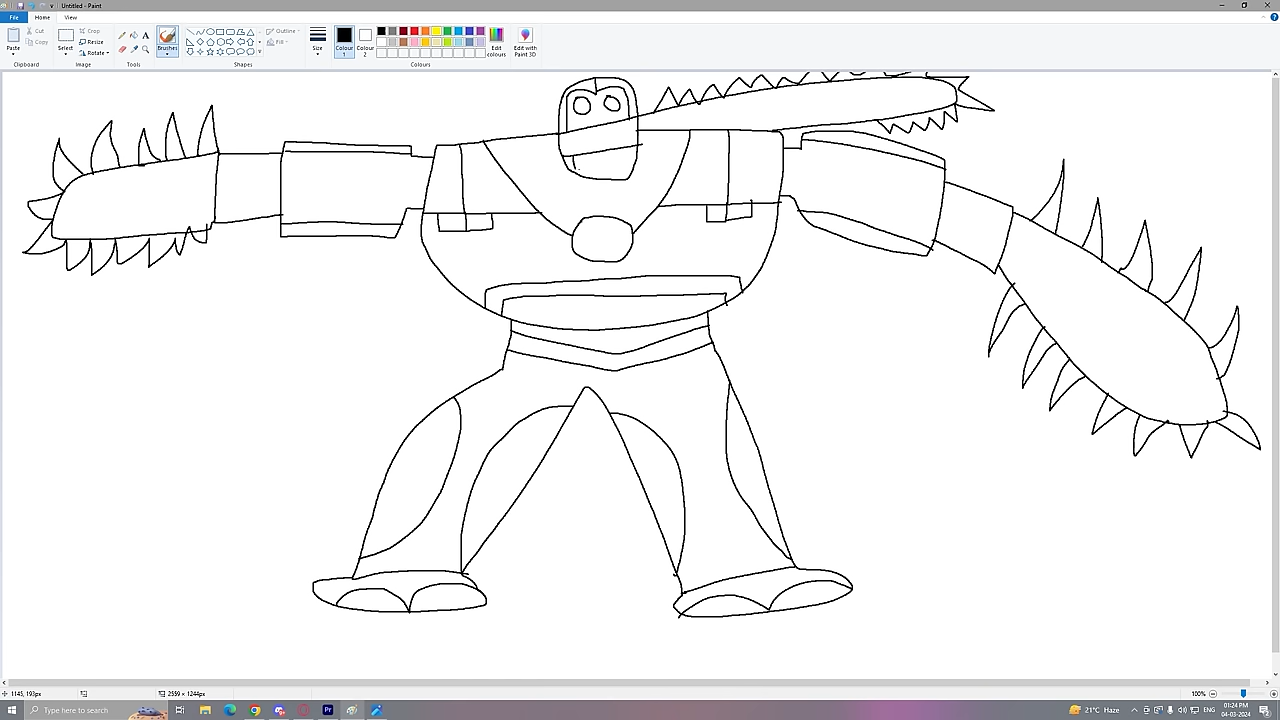 Untitled - Paint
File Home View
Paste
Cut
Copy
Clipboard
Select
Crop
Resize
Rotate
Image
Tools
Brushes
Outline
Fill
Shapes
Size
Colour 1
Colour 2
Edit colours
Edit with Paint 3D
Colours
1143, 193px
2559 × 1244px
100%
Type here to search
21°C Haze
ENG
01:24 PM
04-03-2024